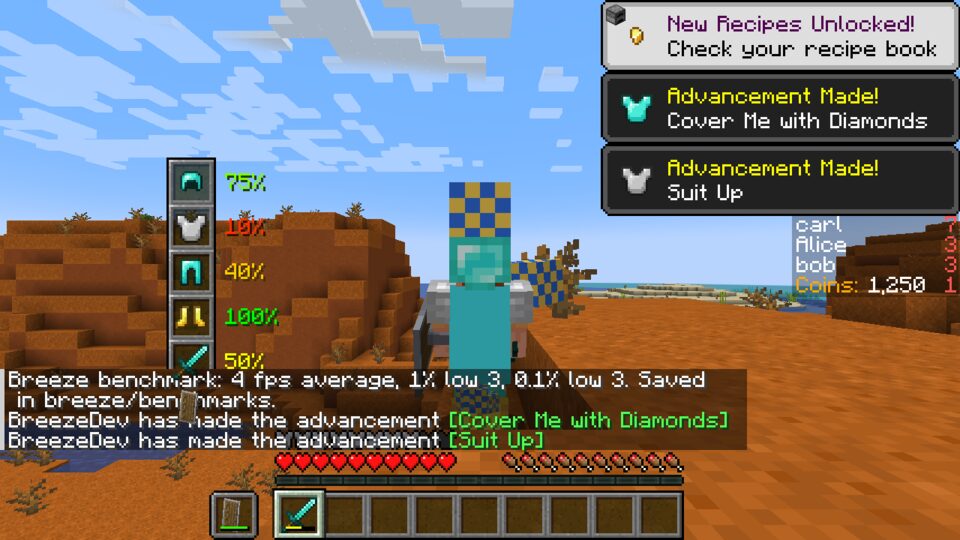 New Recipes Unlocked!
Check your recipe book
Advancement Made!
Cover Me with Diamonds
Advancement Made!
Suit Up
75%
10%
40%
100%
50%
carl 7
Alice 3
bob 3
Coins: 1,250 1
Breeze benchmark: 4 fps average, 1% low 3, 0.1% low 3. Saved
in breeze/benchmarks.
BreezeDev has made the advancement [Cover Me with Diamonds]
BreezeDev has made the advancement [Suit Up]